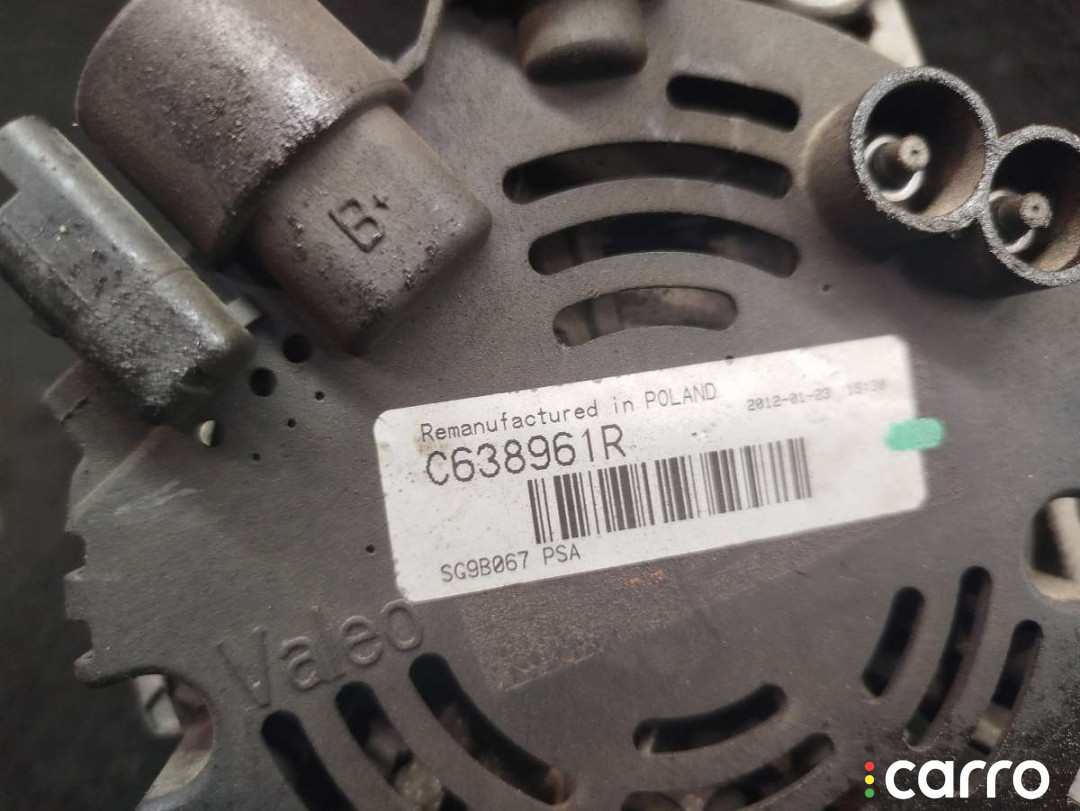 B+
Remanufactured in POLAND 2012-01-23 15:30
C638961R
SG9B067 PSA
Valeo
carro